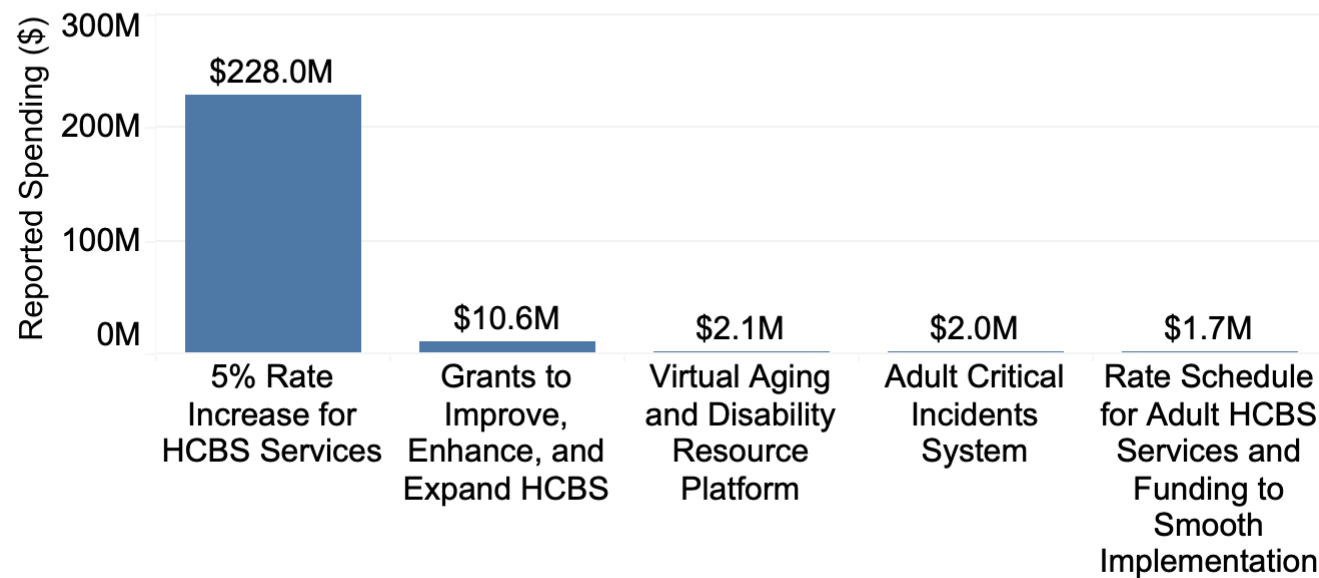 Reported Spending ($)
300M
200M
100M
0M
$228.0M
$10.6M
$2.1M
$2.0M
$1.7M
5% Rate
Increase for
HCBS Services
Grants to
Improve,
Enhance, and
Expand HCBS
Virtual Aging
and Disability
Resource
Platform
Adult Critical
Incidents
System
Rate Schedule
for Adult HCBS
Services and
Funding to
Smooth
Implementation